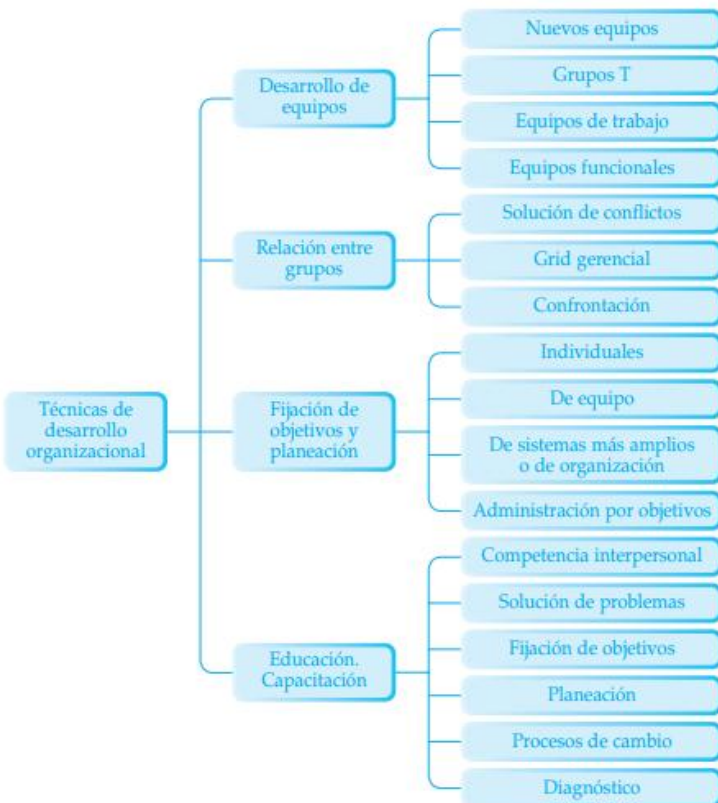 Técnicas de
desarrollo
organizacional
Desarrollo de
equipos
Nuevos equipos
Grupos T
Equipos de trabajo
Equipos funcionales
Relación entre
grupos
Solución de conflictos
Grid gerencial
Confrontación
Fijación de
objetivos y
planeación
Individuales
De equipo
De sistemas más amplios
o de organización
Administración por objetivos
Educación.
Capacitación
Competencia interpersonal
Solución de problemas
Fijación de objetivos
Planeación
Procesos de cambio
Diagnóstico